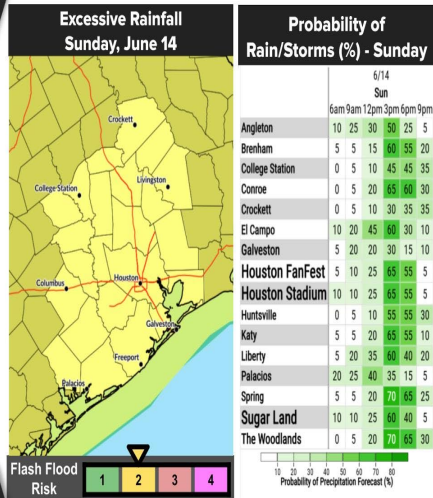 Excessive Rainfall
Sunday, June 14
Crockett
Livingston
College Station
Houston
Columbus
Galveston
Freeport
Palacios
Flash Flood
Risk
1 2 3 4
Probability of
Rain/Storms (%) - Sunday
6/14
Sun
6am 9am 12pm 3pm 6pm 9pm
Angleton 10 25 30 50 25 5
Brenham 5 5 15 60 55 20
College Station 0 5 10 45 45 35
Conroe 0 5 20 65 60 30
Crockett 0 5 10 30 35 35
El Campo 10 20 45 60 30 10
Galveston 5 20 20 30 15 10
Houston FanFest 5 10 25 65 55 5
Houston Stadium 10 10 25 65 55 5
Huntsville 0 5 10 55 55 30
Katy 5 5 20 65 55 10
Liberty 5 20 35 60 40 20
Palacios 20 25 40 35 15 5
Spring 5 5 20 70 65 25
Sugar Land 10 10 25 60 40 5
The Woodlands 0 5 20 70 65 30
10 20 30 40 50 60 70 80
Probability of Precipitation Forecast (%)